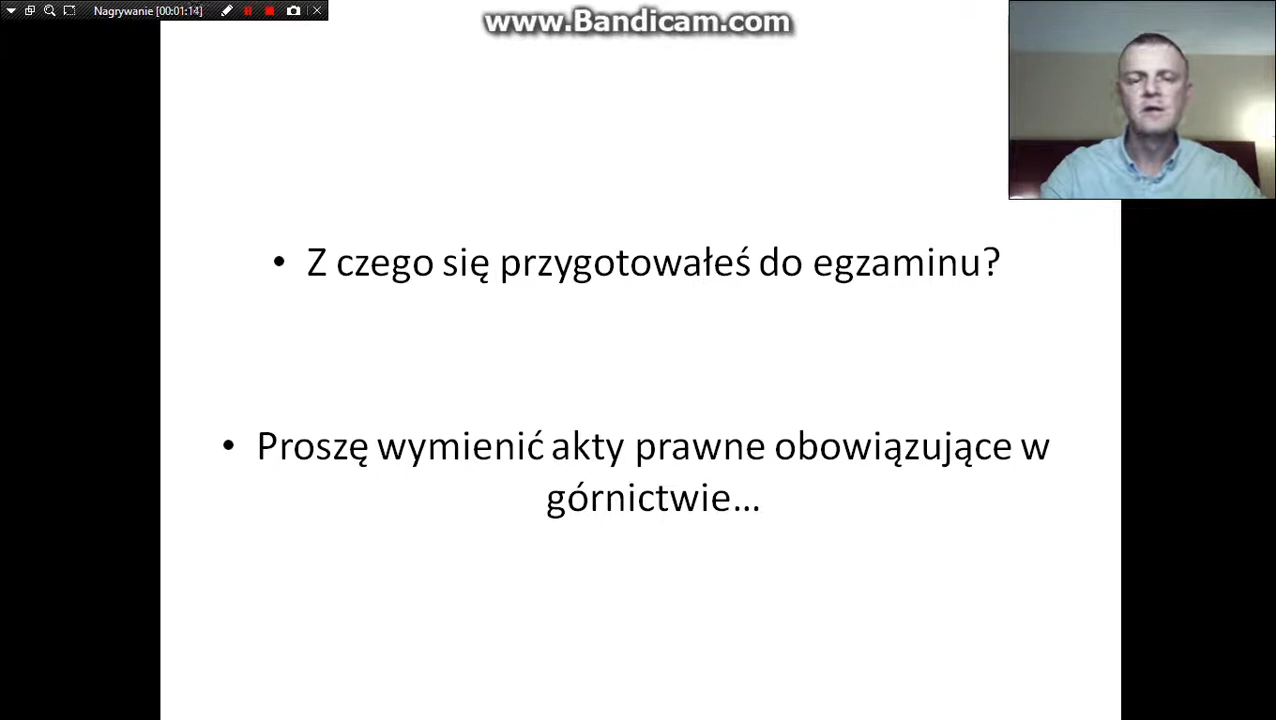 Nagrywanie [00:01:14]
www.Bandicam.com
• Z czego się przygotowałeś do egzaminu?
• Proszę wymienić akty prawne obowiązujące w
górnictwie...